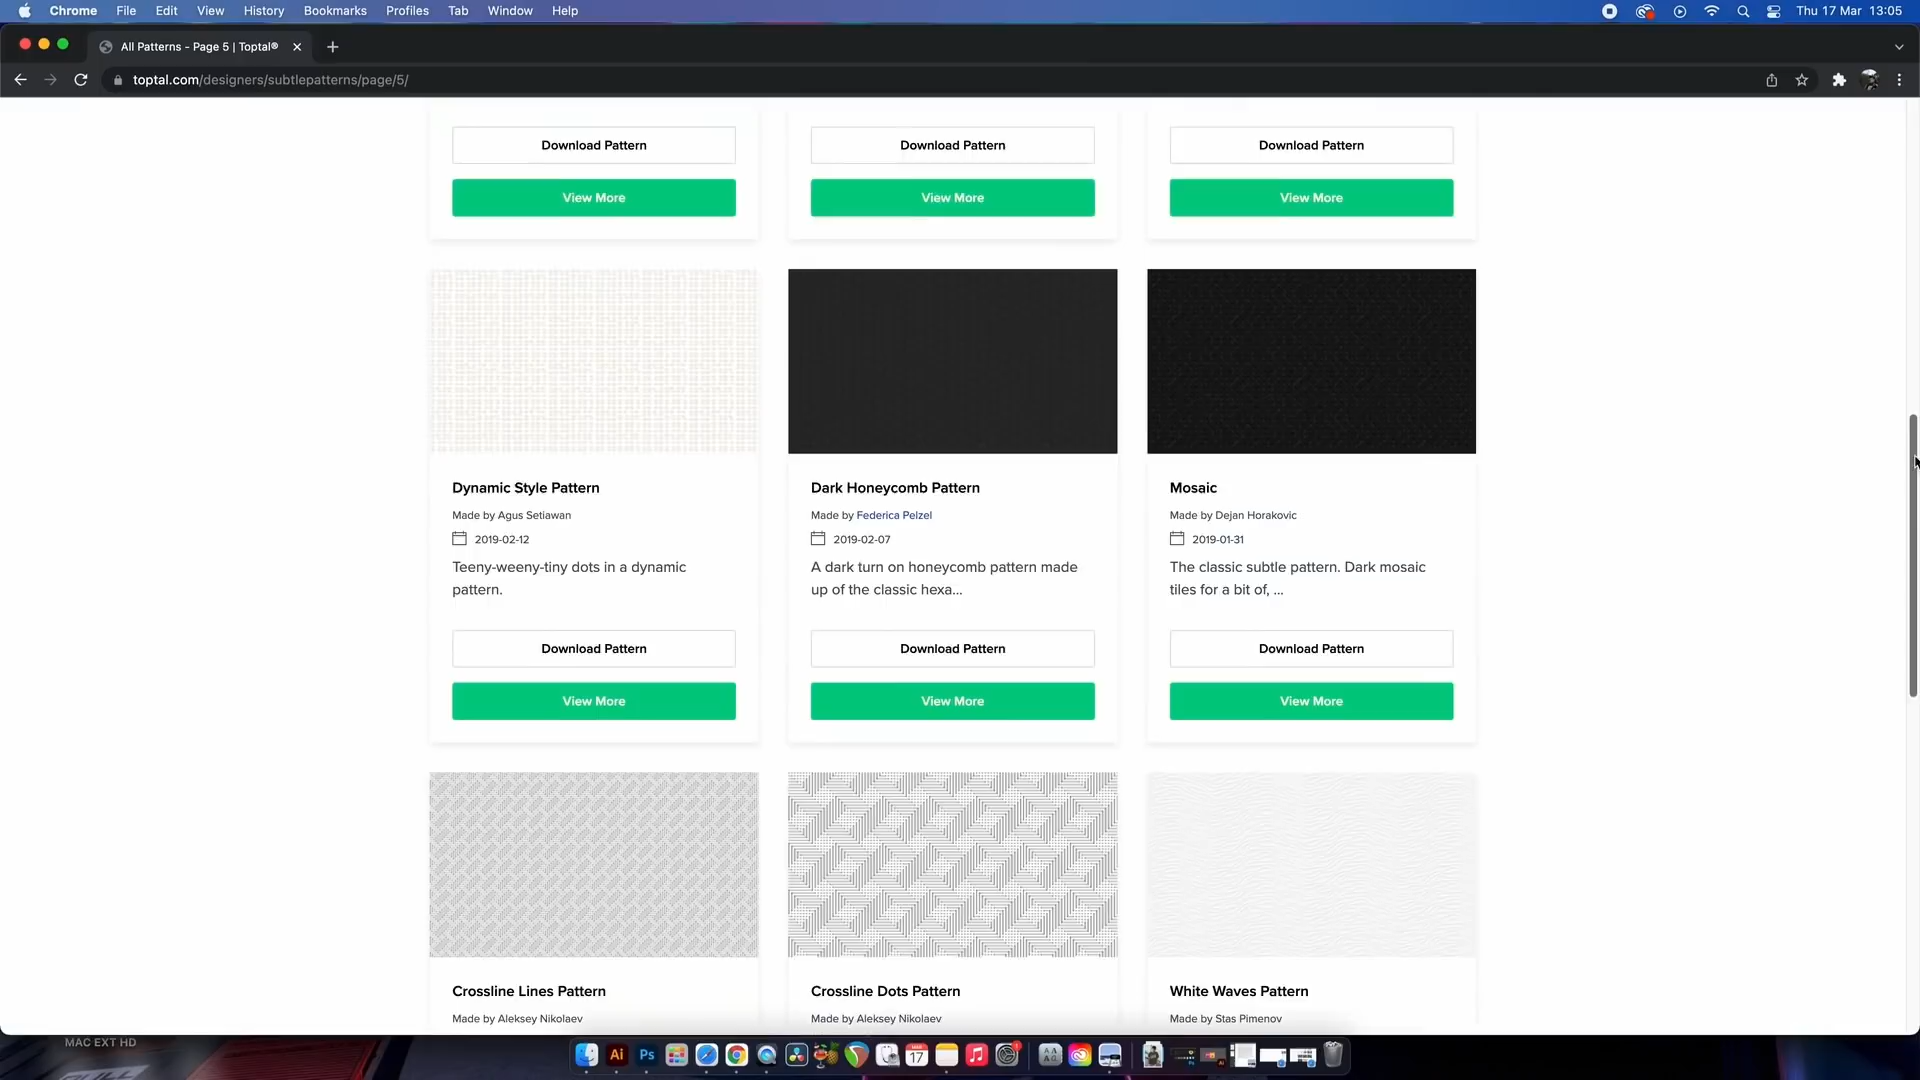 Chrome File Edit View History Bookmarks Profiles Tab Window Help
Thu 17 Mar 13:05
All Patterns - Page 5 | Toptal®
toptal.com/designers/subtlepatterns/page/5/
Download Pattern Download Pattern Download Pattern
View More View More View More
Dynamic Style Pattern
Made by Agus Setiawan
2019-02-12
Teeny-weeny-tiny dots in a dynamic
pattern.
Download Pattern
View More
Dark Honeycomb Pattern
Made by Federica Pelzel
2019-02-07
A dark turn on honeycomb pattern made
up of the classic hexa...
Download Pattern
View More
Mosaic
Made by Dejan Horakovic
2019-01-31
The classic subtle pattern. Dark mosaic
tiles for a bit of, ...
Download Pattern
View More
Crossline Lines Pattern
Made by Aleksey Nikolaev
Crossline Dots Pattern
Made by Aleksey Nikolaev
White Waves Pattern
Made by Stas Pimenov
MAC EXT HD
Ai Ps 17